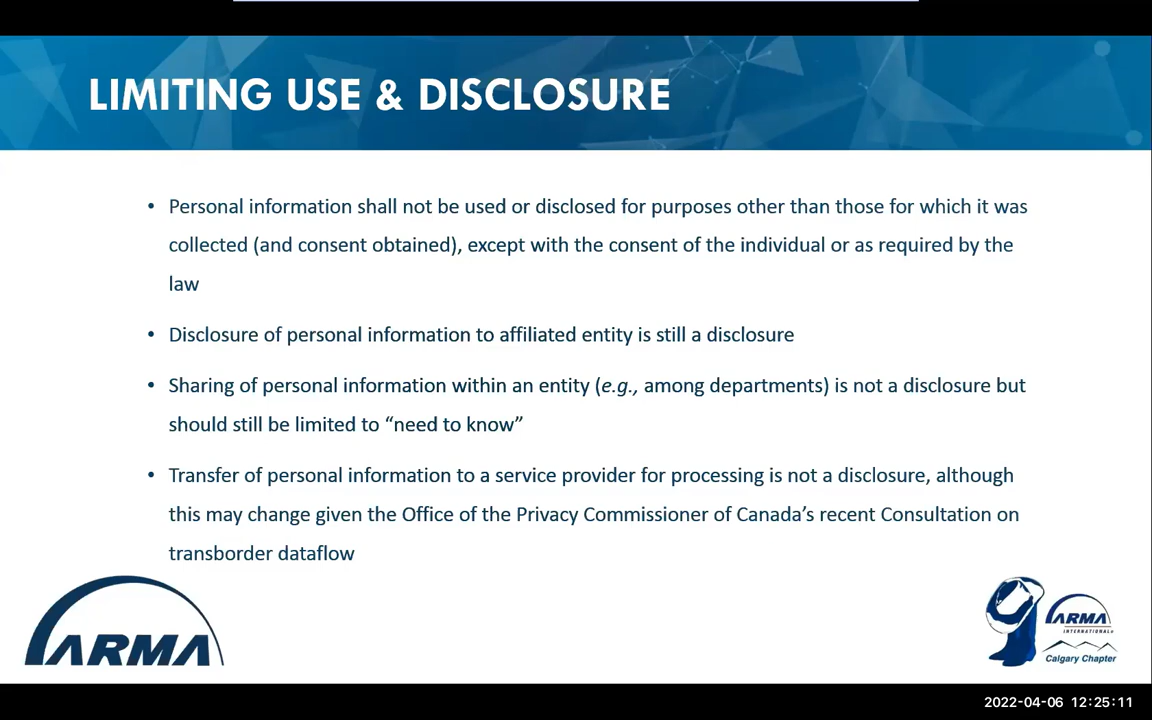 LIMITING USE & DISCLOSURE
• Personal information shall not be used or disclosed for purposes other than those for which it was
collected (and consent obtained), except with the consent of the individual or as required by the
law
• Disclosure of personal information to affiliated entity is still a disclosure
• Sharing of personal information within an entity (e.g., among departments) is not a disclosure but
should still be limited to “need to know”
• Transfer of personal information to a service provider for processing is not a disclosure, although
this may change given the Office of the Privacy Commissioner of Canada’s recent Consultation on
transborder dataflow
ARMA
ARMA
INTERNATIONAL®
Calgary Chapter
2022-04-06 12:25:11